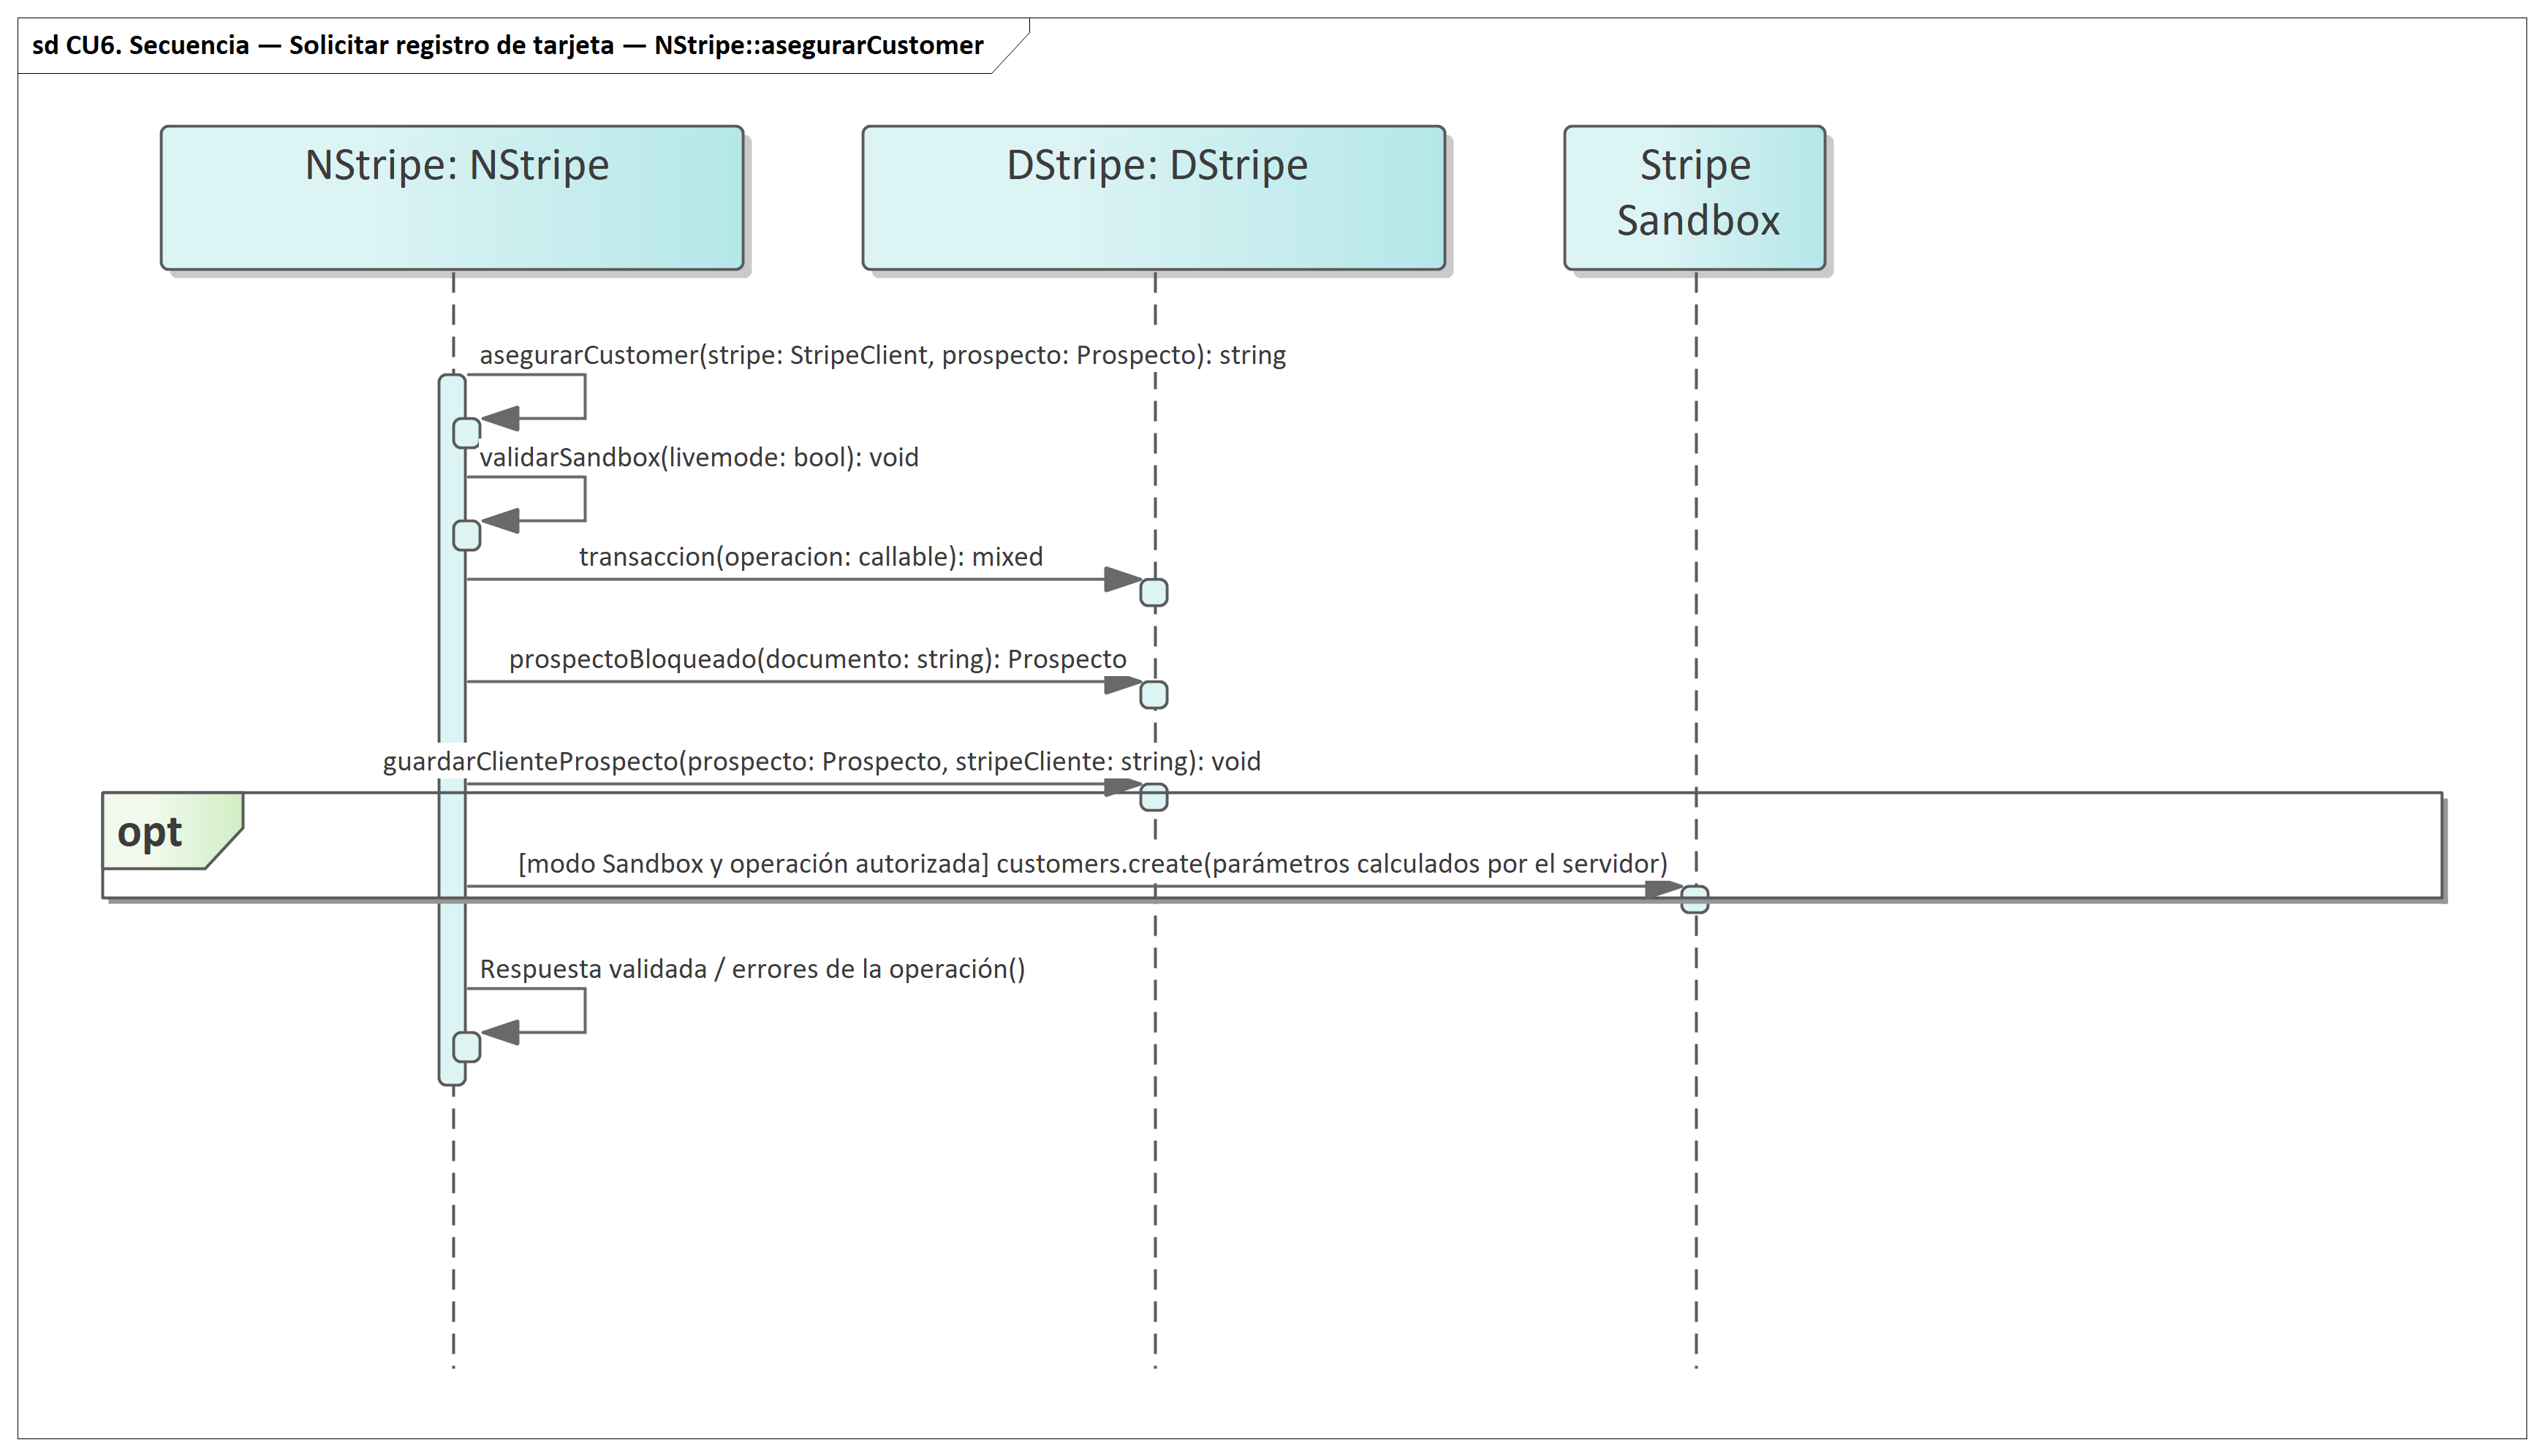 sd CU6. Secuencia — Solicitar registro de tarjeta — NStripe::asegurarCustomer
NStripe: NStripe
DStripe: DStripe
Stripe
Sandbox
asegurarCustomer(stripe: StripeClient, prospecto: Prospecto): string
validarSandbox(livemode: bool): void
transaccion(operacion: callable): mixed
prospectoBloqueado(documento: string): Prospecto
guardarClienteProspecto(prospecto: Prospecto, stripeCliente: string): void
opt
[modo Sandbox y operación autorizada] customers.create(parámetros calculados por el servidor)
Respuesta validada / errores de la operación()